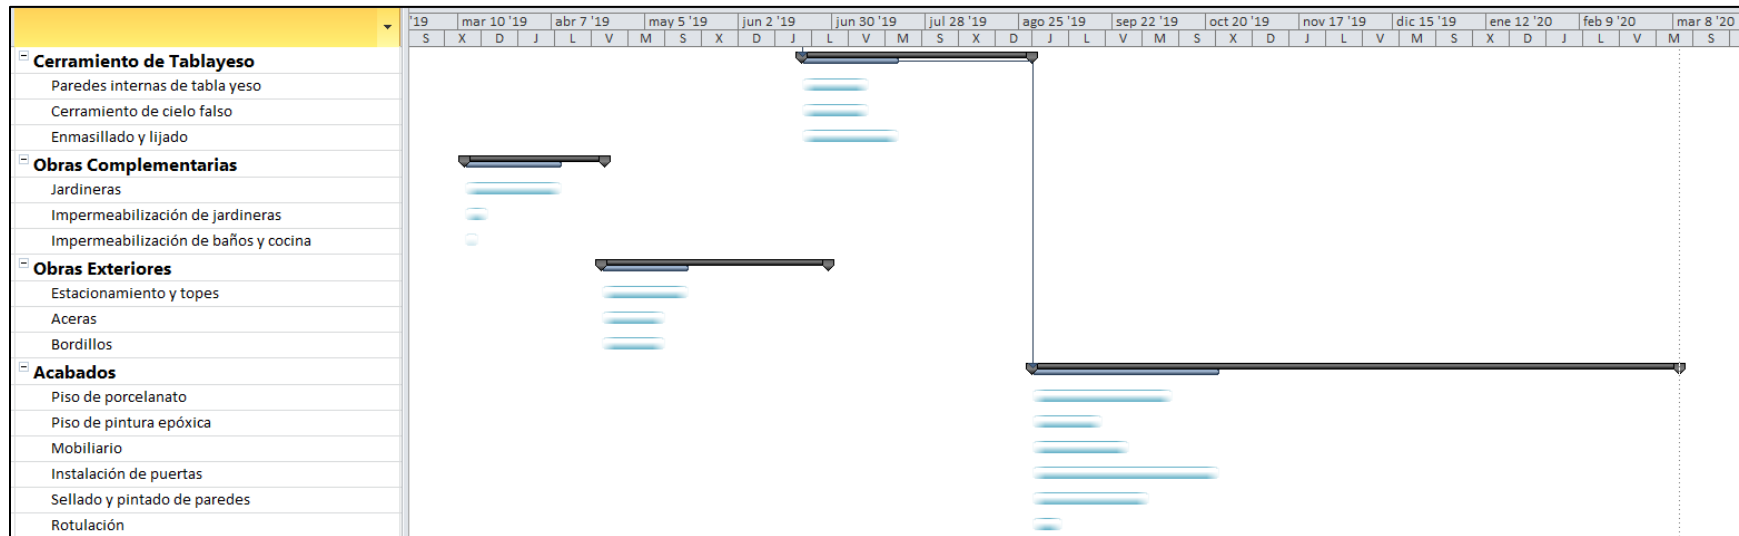 '19 mar 10 '19 abr 7 '19 may 5 '19 jun 2 '19 jun 30 '19 jul 28 '19 ago 25 '19 sep 22 '19 oct 20 '19 nov 17 '19 dic 15 '19 ene 12 '20 feb 9 '20 mar 8 '20
S X D J L V M S X D J L V M S X D J L V M S X D J L V M S X D J L V M S
Cerramiento de Tablayeso
Paredes internas de tabla yeso
Cerramiento de cielo falso
Enmasillado y lijado
Obras Complementarias
Jardineras
Impermeabilización de jardineras
Impermeabilización de baños y cocina
Obras Exteriores
Estacionamiento y topes
Aceras
Bordillos
Acabados
Piso de porcelanato
Piso de pintura epóxica
Mobiliario
Instalación de puertas
Sellado y pintado de paredes
Rotulación